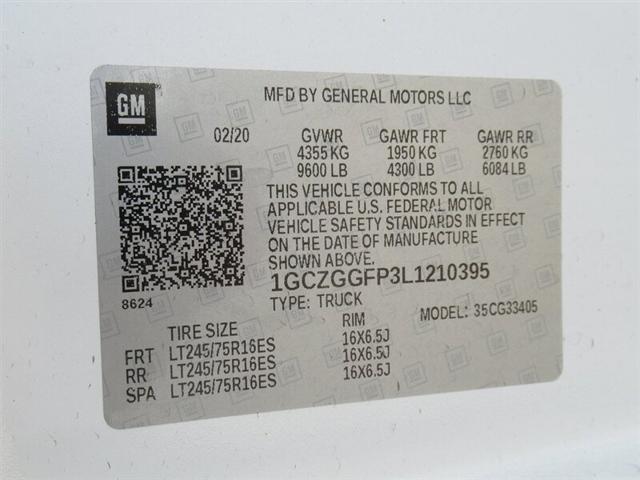 GM
MFD BY GENERAL MOTORS LLC
02/20 GVWR GAWR FRT GAWR RR
4355 KG 1950 KG 2760 KG
9600 LB 4300 LB 6084 LB
THIS VEHICLE CONFORMS TO ALL
APPLICABLE U.S. FEDERAL MOTOR
VEHICLE SAFETY STANDARDS IN EFFECT
ON THE DATE OF MANUFACTURE
SHOWN ABOVE.
8624
1GCZGGFP3L1210395
TYPE: TRUCK MODEL: 35CG33405
TIRE SIZE RIM
FRT LT245/75R16ES 16X6.5J
RR LT245/75R16ES 16X6.5J
SPA LT245/75R16ES 16X6.5J